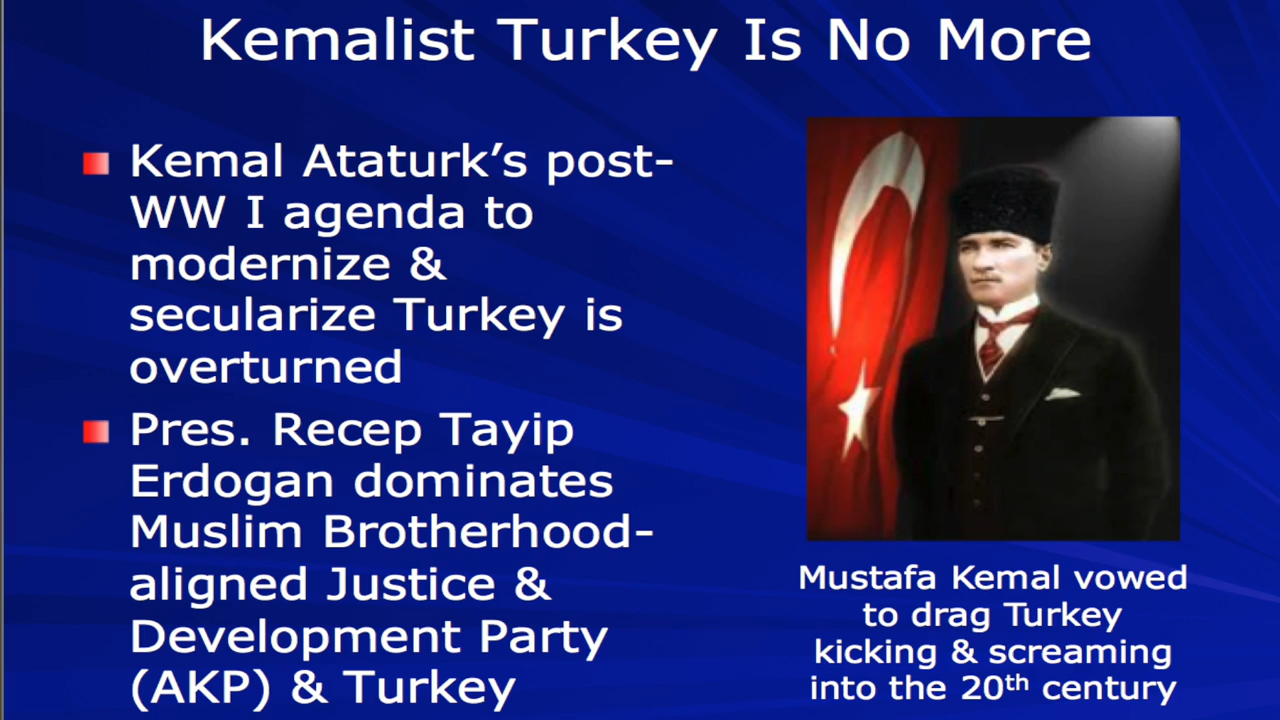 Kemalist Turkey Is No More
Kemal Ataturk’s post-
WW I agenda to
modernize &
secularize Turkey is
overturned
Pres. Recep Tayip
Erdogan dominates
Muslim Brotherhood-
aligned Justice &
Development Party
(AKP) & Turkey
Mustafa Kemal vowed
to drag Turkey
kicking & screaming
into the 20th century